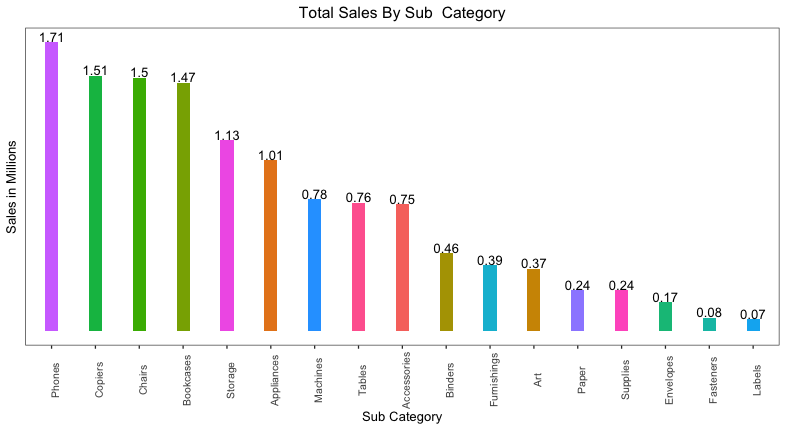 Total Sales By Sub  Category
Sales in Millions
1.71
1.51
1.5
1.47
1.13
1.01
0.78
0.76
0.75
0.46
0.39
0.37
0.24
0.24
0.17
0.08
0.07
Phones
Copiers
Chairs
Bookcases
Storage
Appliances
Machines
Tables
Accessories
Binders
Furnishings
Art
Paper
Supplies
Envelopes
Fasteners
Labels
Sub Category